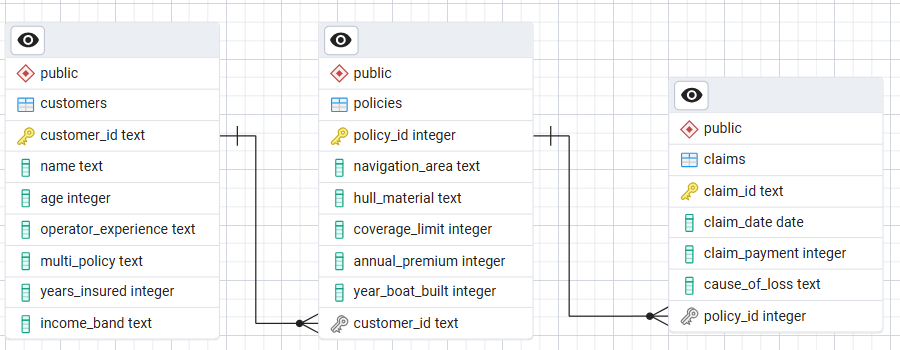 public
customers
customer_id text
name text
age integer
operator_experience text
multi_policy text
years_insured integer
income_band text
public
policies
policy_id integer
navigation_area text
hull_material text
coverage_limit integer
annual_premium integer
year_boat_built integer
customer_id text
public
claims
claim_id text
claim_date date
claim_payment integer
cause_of_loss text
policy_id integer